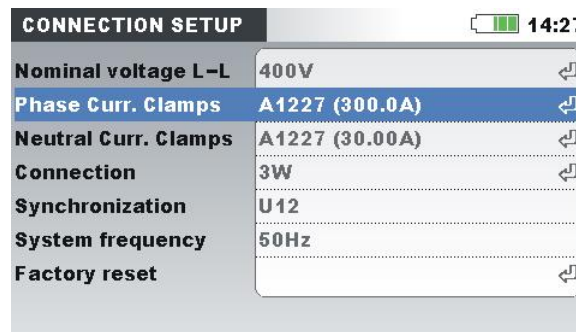 CONNECTION SETUP 14:27
Nominal voltage L-L 400V
Phase Curr. Clamps A1227 (300.0A)
Neutral Curr. Clamps A1227 (30.00A)
Connection 3W
Synchronization U12
System frequency 50Hz
Factory reset